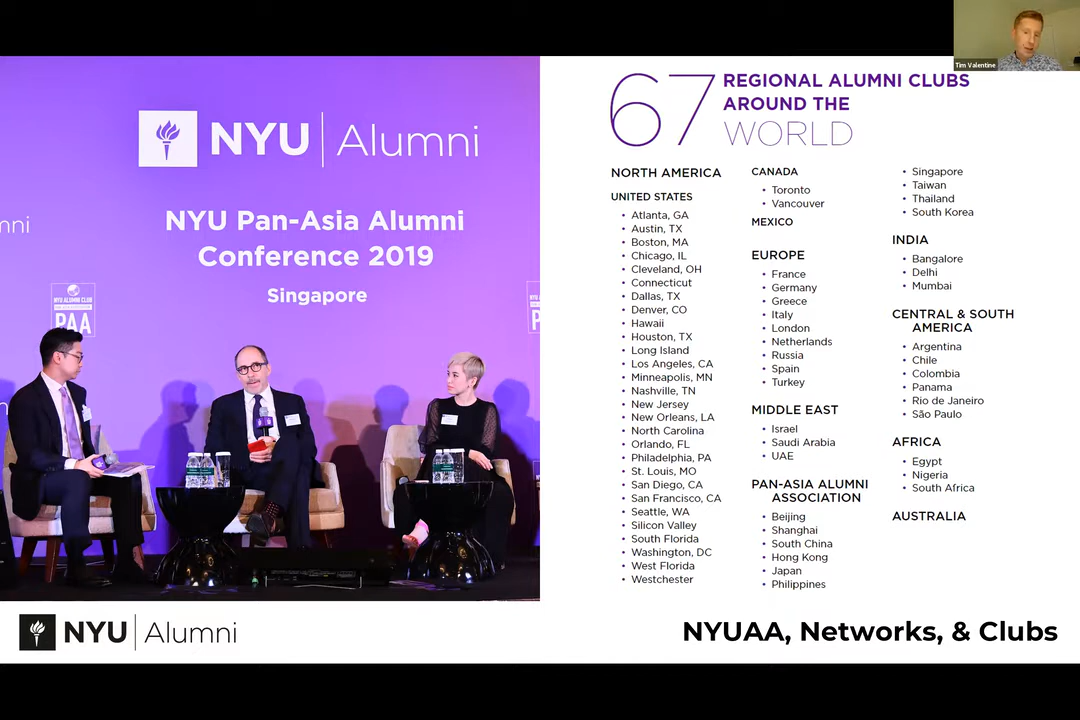 Tim Valentine
NYU Alumni
NYU Pan-Asia Alumni
Conference 2019
Singapore
mni
PAA
67 REGIONAL ALUMNI CLUBS
AROUND THE
WORLD
NORTH AMERICA
UNITED STATES
• Atlanta, GA
• Austin, TX
• Boston, MA
• Chicago, IL
• Cleveland, OH
• Connecticut
• Dallas, TX
• Denver, CO
• Hawaii
• Houston, TX
• Long Island
• Los Angeles, CA
• Minneapolis, MN
• Nashville, TN
• New Jersey
• New Orleans, LA
• North Carolina
• Orlando, FL
• Philadelphia, PA
• St. Louis, MO
• San Diego, CA
• San Francisco, CA
• Seattle, WA
• Silicon Valley
• South Florida
• Washington, DC
• West Florida
• Westchester
CANADA
• Toronto
• Vancouver
MEXICO
EUROPE
• France
• Germany
• Greece
• Italy
• London
• Netherlands
• Russia
• Spain
• Turkey
MIDDLE EAST
• Israel
• Saudi Arabia
• UAE
PAN-ASIA ALUMNI
ASSOCIATION
• Beijing
• Shanghai
• South China
• Hong Kong
• Japan
• Philippines
• Singapore
• Taiwan
• Thailand
• South Korea
INDIA
• Bangalore
• Delhi
• Mumbai
CENTRAL & SOUTH
AMERICA
• Argentina
• Chile
• Colombia
• Panama
• Rio de Janeiro
• São Paulo
AFRICA
• Egypt
• Nigeria
• South Africa
AUSTRALIA
NYU Alumni
NYUAA, Networks, & Clubs